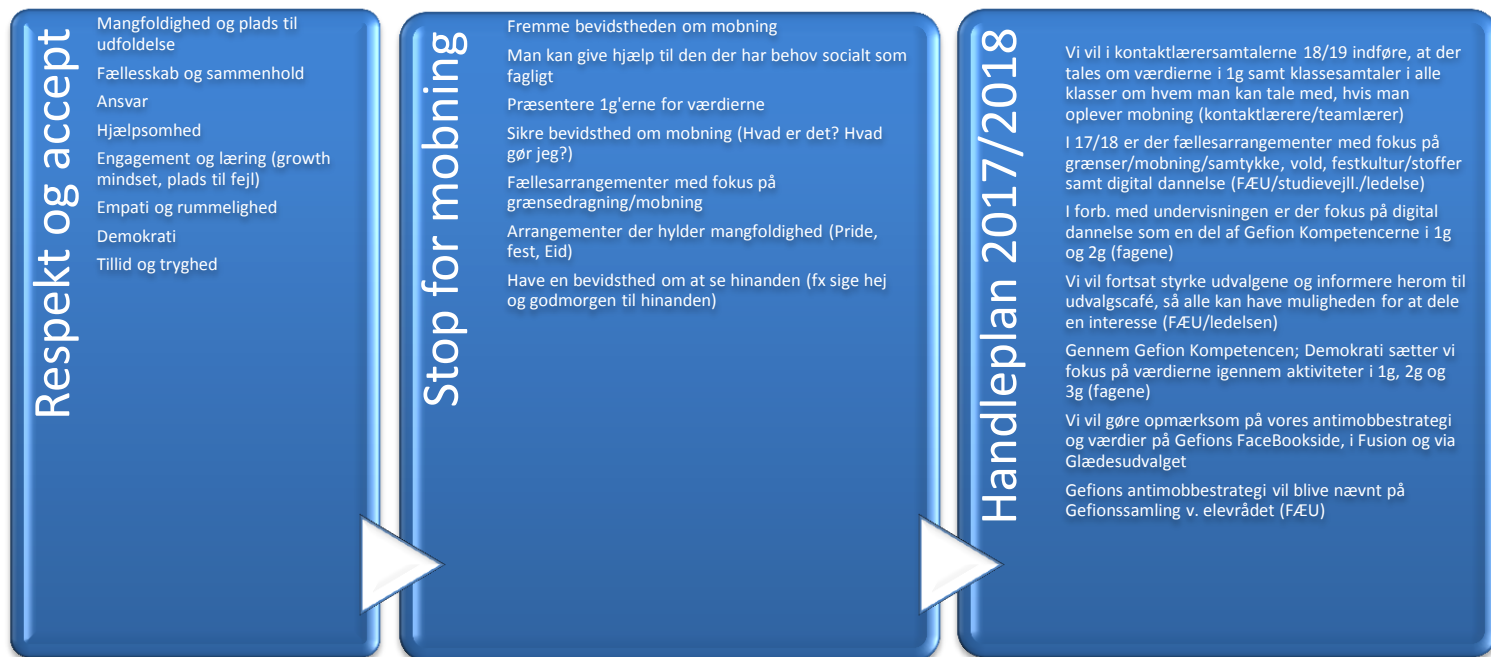 Respekt og accept
Mangfoldighed og plads til
udfoldelse
Fællesskab og sammenhold
Ansvar
Hjælpsomhed
Engagement og læring (growth
mindset, plads til fejl)
Empati og rummelighed
Demokrati
Tillid og tryghed
Stop for mobning
Fremme bevidstheden om mobning
Man kan give hjælp til den der har behov socialt som
fagligt
Præsentere 1g'erne for værdierne
Sikre bevidsthed om mobning (Hvad er det? Hvad
gør jeg?)
Fællesarrangementer med fokus på
grænsedragning/mobning
Arrangementer der hylder mangfoldighed (Pride,
fest, Eid)
Have en bevidsthed om at se hinanden (fx sige hej
og godmorgen til hinanden)
Handleplan 2017/2018
Vi vil i kontaktlærersamtalerne 18/19 indføre, at der
tales om værdierne i 1g samt klassesamtaler i alle
klasser om hvem man kan tale med, hvis man
oplever mobning (kontaktlærere/teamlærer)
I 17/18 er der fællesarrangementer med fokus på
grænser/mobning/samtykke, vold, festkultur/stoffer
samt digital dannelse (FÆU/studievejll./ledelse)
I forb. med undervisningen er der fokus på digital
dannelse som en del af Gefion Kompetencerne i 1g
og 2g (fagene)
Vi vil fortsat styrke udvalgene og informere herom til
udvalgscafé, så alle kan have muligheden for at dele
en interesse (FÆU/ledelsen)
Gennem Gefion Kompetencen; Demokrati sætter vi
fokus på værdierne igennem aktiviteter i 1g, 2g og
3g (fagene)
Vi vil gøre opmærksom på vores antimobbestrategi
og værdier på Gefions FaceBookside, i Fusion og via
Glædesudvalget
Gefions antimobbestrategi vil blive nævnt på
Gefionssamling v. elevrådet (FÆU)